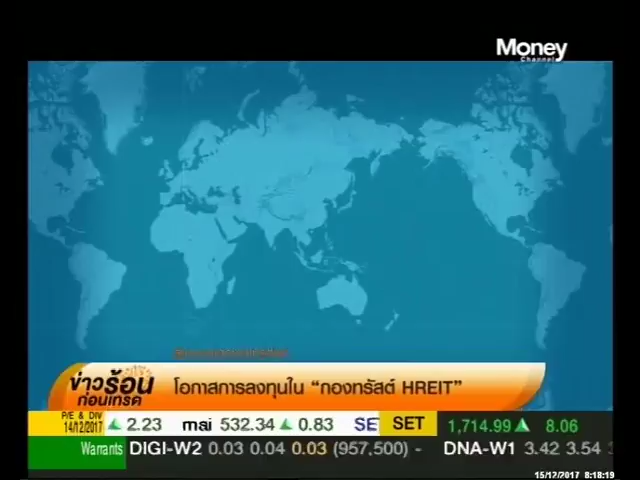 Money
Channel
ข่าวร้อน
ก่อนเทรด
โอกาสการลงทุนใน “กองทรัสต์ HREIT”
P/E & DIV
14/12/2017
2.23 mai 532.34 0.83 SE SET 1,714.99 8.06
Warrants DIGI-W2 0.03 0.04 0.03 (957,500) - DNA-W1 3.42 3.54
15/12/2017 8:18:19